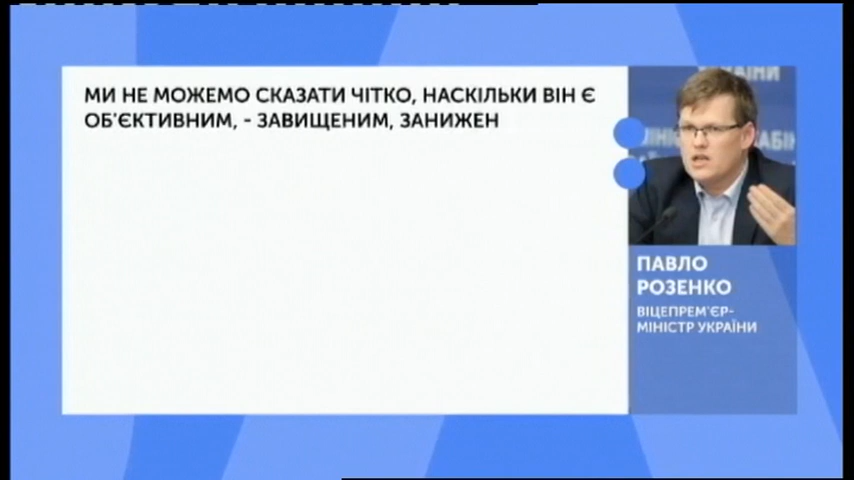 МИ НЕ МОЖЕМО СКАЗАТИ ЧІТКО, НАСКІЛЬКИ ВІН Є
ОБ'ЄКТИВНИМ, - ЗАВИЩЕНИМ, ЗАНИЖЕН
ПАВЛО
РОЗЕНКО
ВІЦЕПРЕМ'ЄР-
МІНІСТР УКРАЇНИ